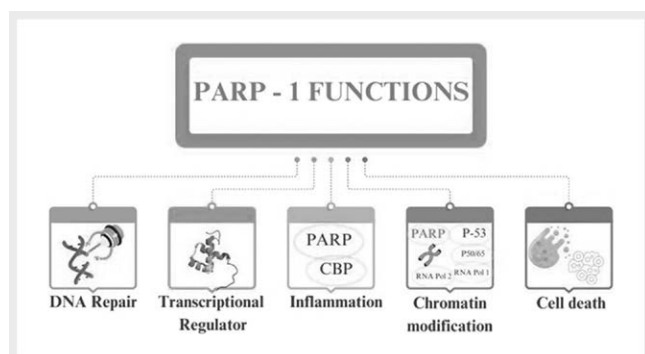 PARP - 1 FUNCTIONS
PARP
CBP
PARP P-53
P50/65
RNA Pol 2 RNA Pol 1
DNA Repair
Transcriptional
Regulator
Inflammation
Chromatin
modification
Cell death